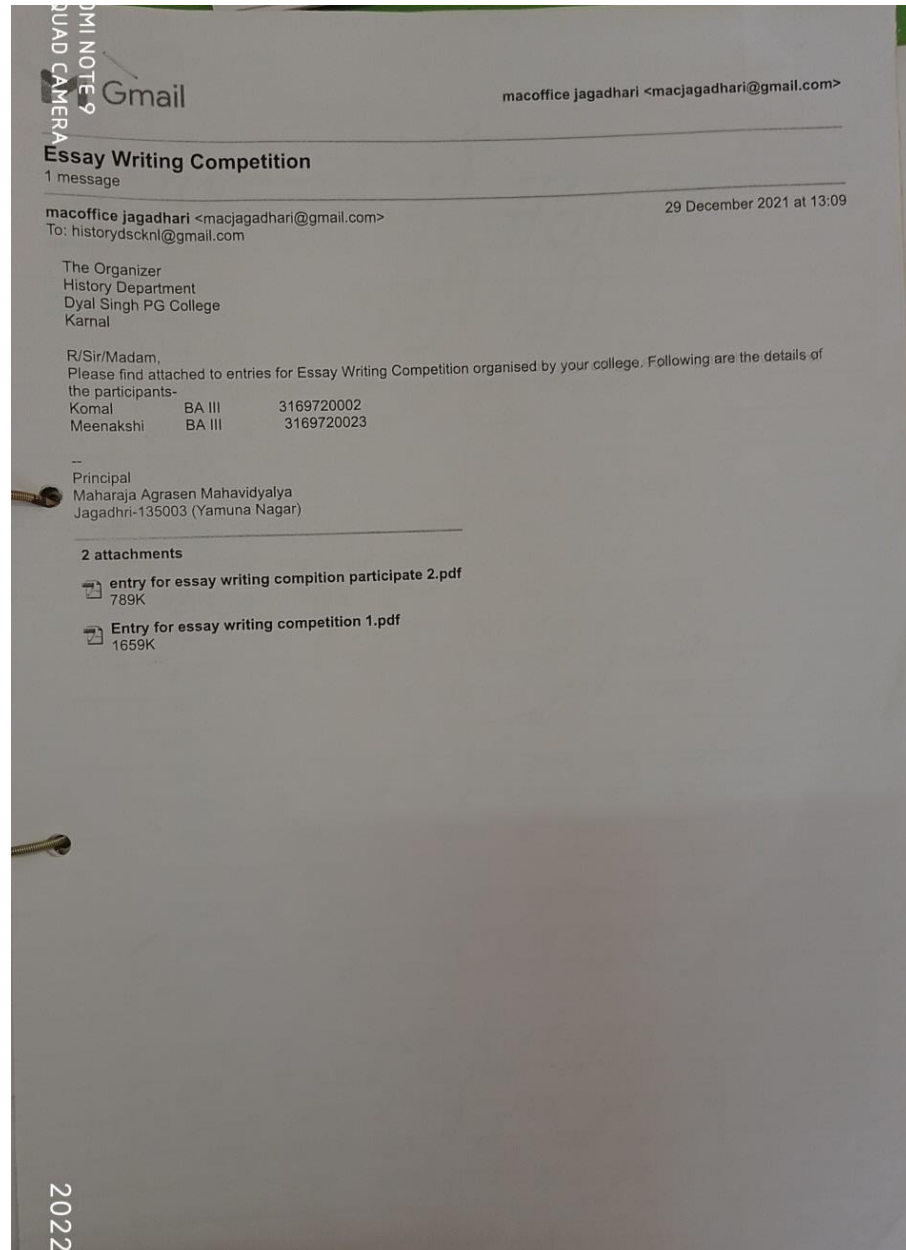 Gmail
macoffice jagadhari <macjagadhari@gmail.com>
Essay Writing Competition
1 message
macoffice jagadhari <macjagadhari@gmail.com>
29 December 2021 at 13:09
To: historydscknl@gmail.com
The Organizer
History Department
Dyal Singh PG College
Karnal
R/Sir/Madam,
Please find attached to entries for Essay Writing Competition organised by your college. Following are the details of
the participants-
Komal BA III 3169720002
Meenakshi BA III 3169720023
--
Principal
Maharaja Agrasen Mahavidyalya
Jagadhri-135003 (Yamuna Nagar)
2 attachments
entry for essay writing compition participate 2.pdf
789K
Entry for essay writing competition 1.pdf
1659K
MI NOTE 9
QUAD CAMERA
2022